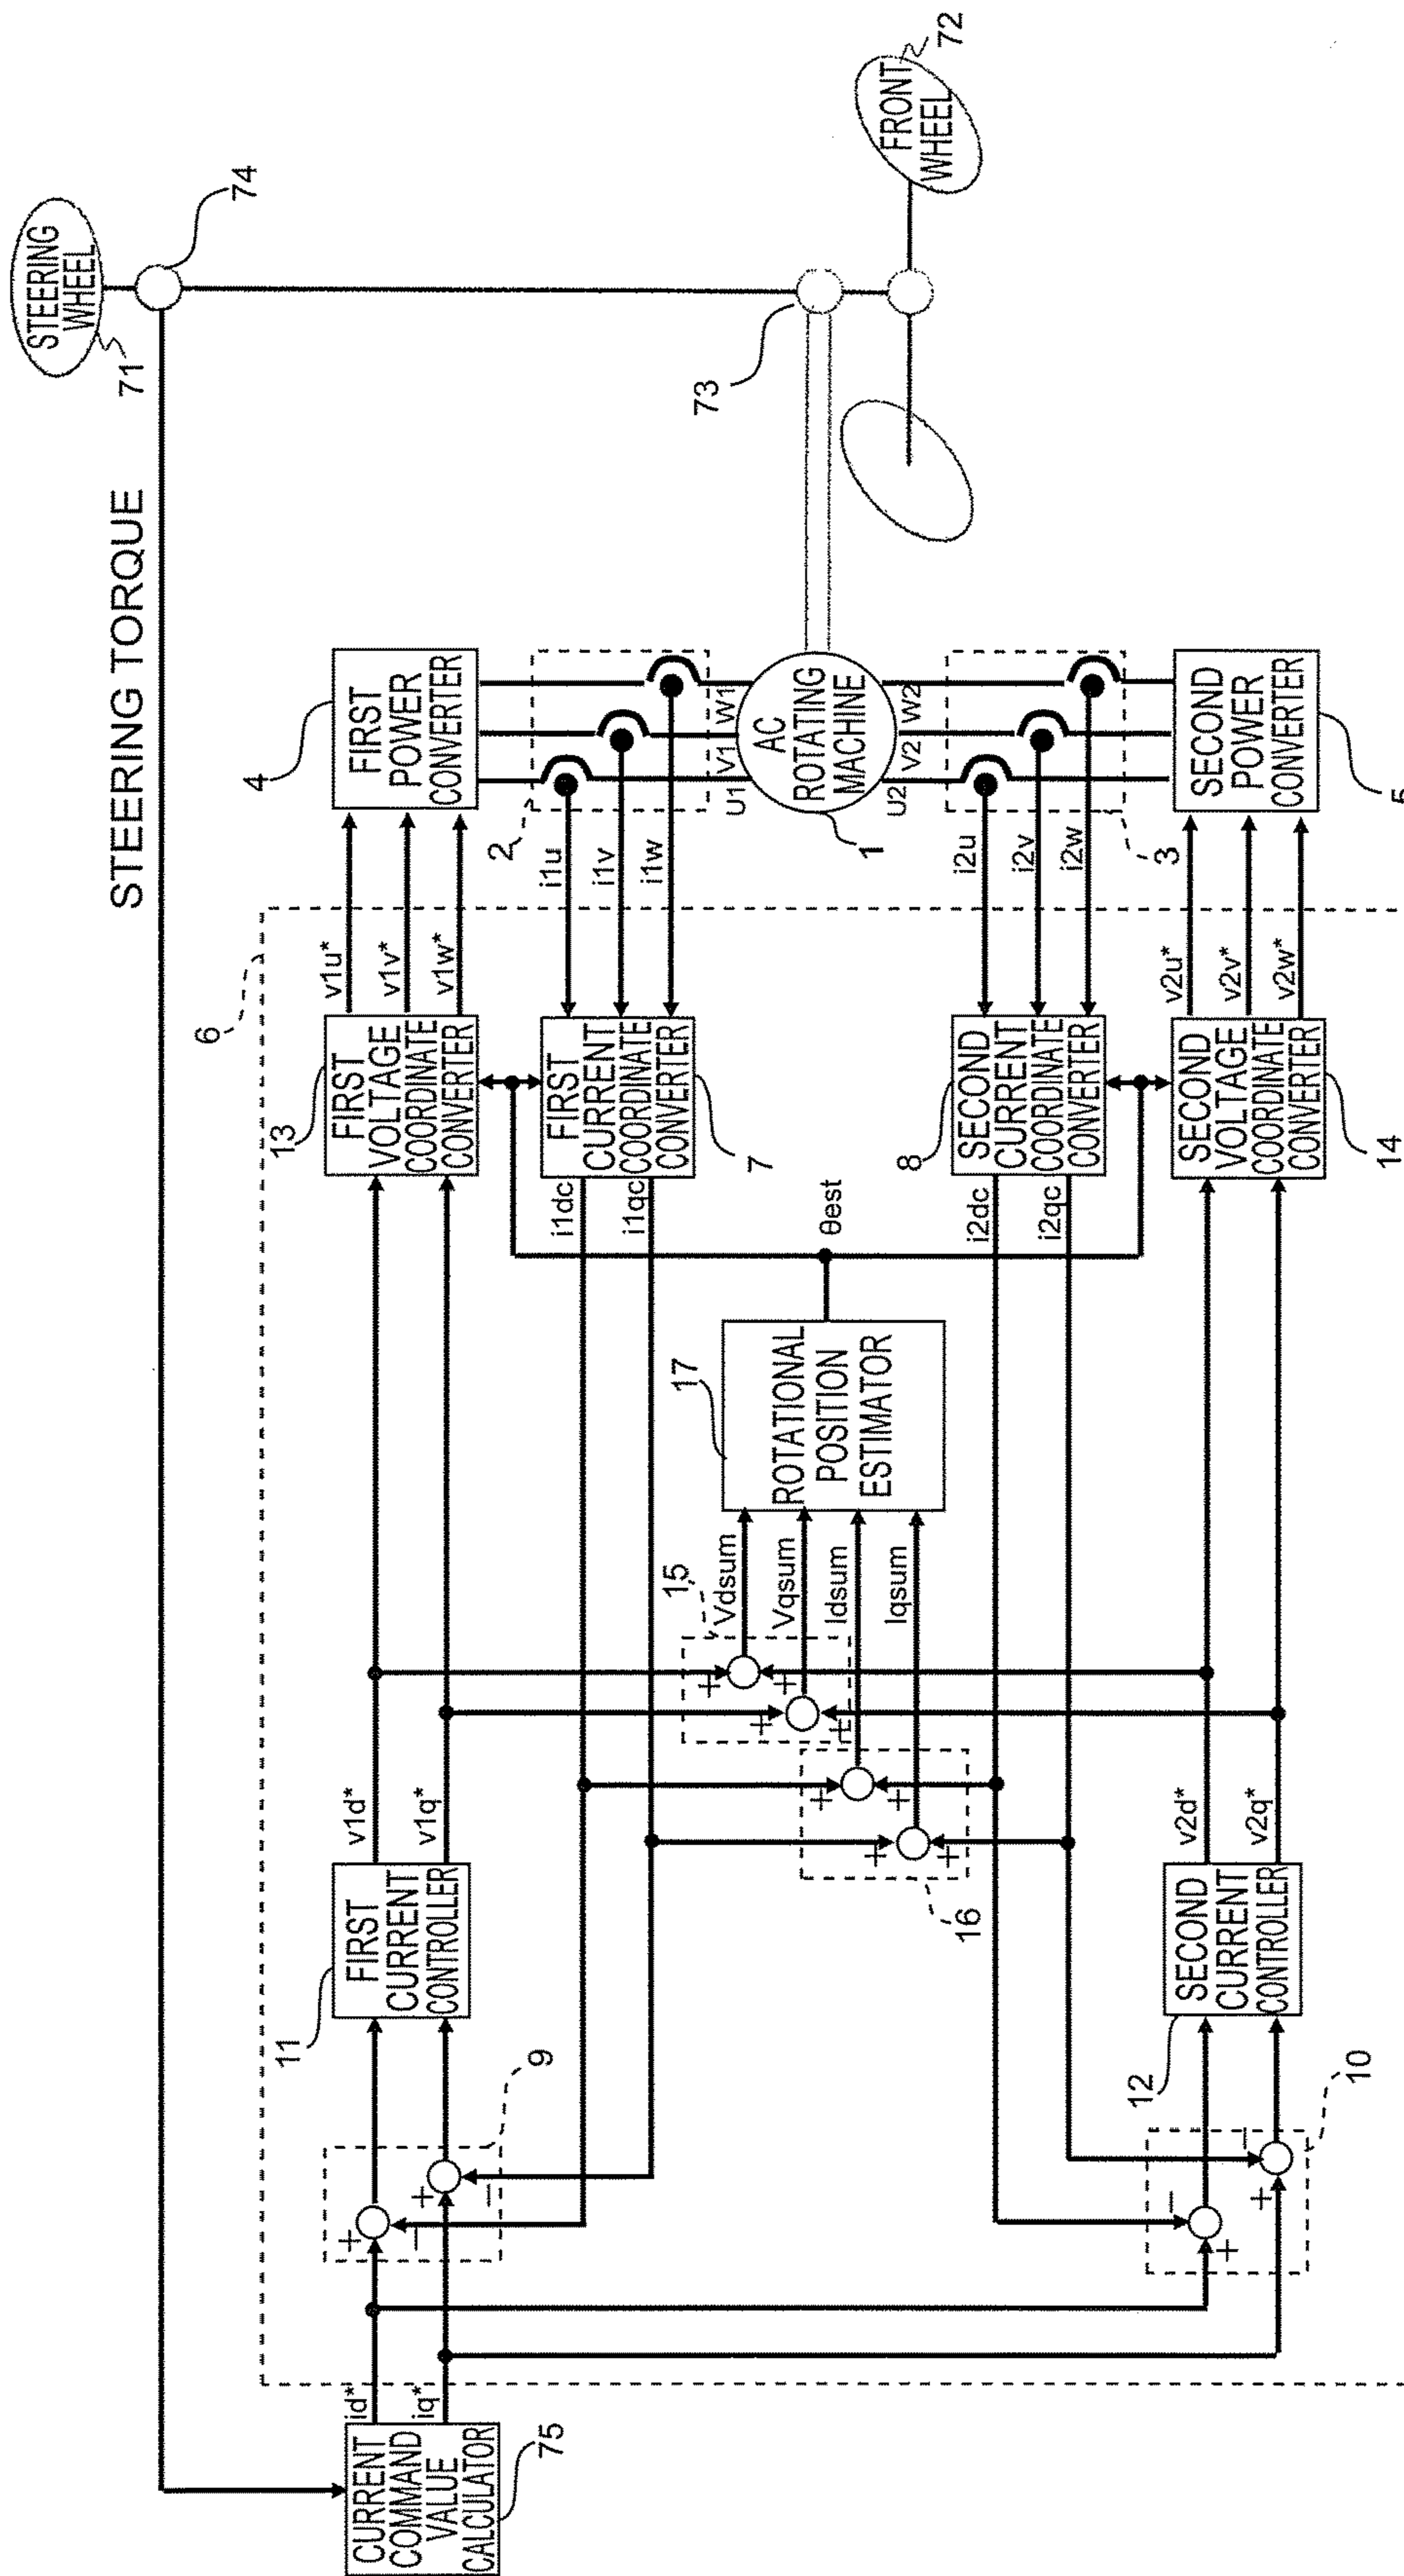 STEERING TORQUE
STEERING
WHEEL
71
74
73
FRONT
WHEEL
72
CURRENT
COMMAND
VALUE
CALCULATOR
75
id*
iq*
6
9
+
−
+
−
11
FIRST
CURRENT
CONTROLLER
v1d*
v1q*
13
FIRST
VOLTAGE
COORDINATE
CONVERTER
v1u*
v1v*
v1w*
4
FIRST
POWER
CONVERTER
FIRST
CURRENT
COORDINATE
CONVERTER
7
i1dc
i1qc
i1u
i1v
i1w
2
U1
V1
W1
AC
ROTATING
MACHINE
1
U2
V2
W2
15
+
+
+
+
Vdsum
Vqsum
Idsum
Iqsum
16
+
+
+
+
17
ROTATIONAL
POSITION
ESTIMATOR
θest
8
SECOND
CURRENT
COORDINATE
CONVERTER
i2dc
i2qc
i2u
i2v
i2w
3
10
−
+
−
+
12
SECOND
CURRENT
CONTROLLER
v2d*
v2q*
SECOND
VOLTAGE
COORDINATE
CONVERTER
14
v2u*
v2v*
v2w*
SECOND
POWER
CONVERTER
5